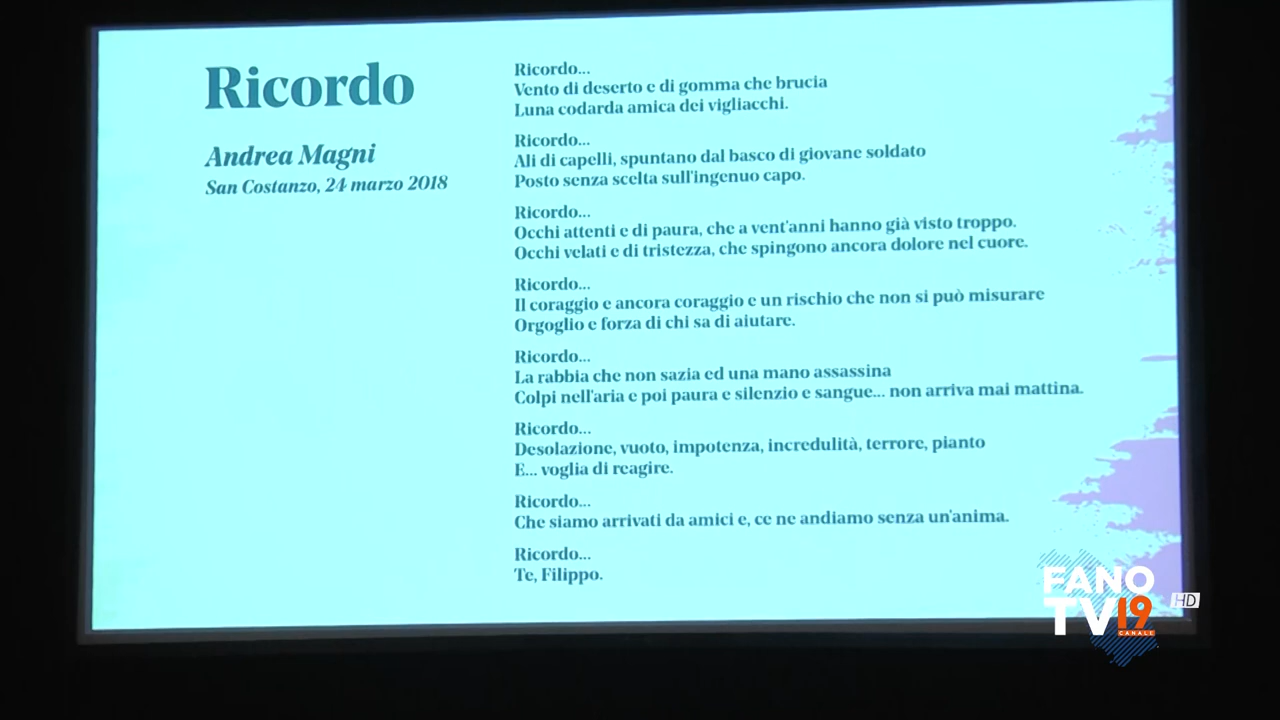 Ricordo
Andrea Magni
San Costanzo, 24 marzo 2018
Ricordo...
Vento di deserto e di gomma che brucia
Luna codarda amica dei vigliacchi.
Ricordo...
Ali di capelli, spuntano dal basco di giovane soldato
Posto senza scelta sull'ingenuo capo.
Ricordo...
Occhi attenti e di paura, che a vent'anni hanno già visto troppo.
Occhi velati e di tristezza, che spingono ancora dolore nel cuore.
Ricordo...
Il coraggio e ancora coraggio e un rischio che non si può misurare
Orgoglio e forza di chi sa di aiutare.
Ricordo...
La rabbia che non sazia ed una mano assassina
Colpi nell'aria e poi paura e silenzio e sangue... non arriva mai mattina.
Ricordo...
Desolazione, vuoto, impotenza, incredulità, terrore, pianto
E... voglia di reagire.
Ricordo...
Che siamo arrivati da amici e, ce ne andiamo senza un'anima.
Ricordo...
Te, Filippo.
FANO
TV19 HD
CANALE